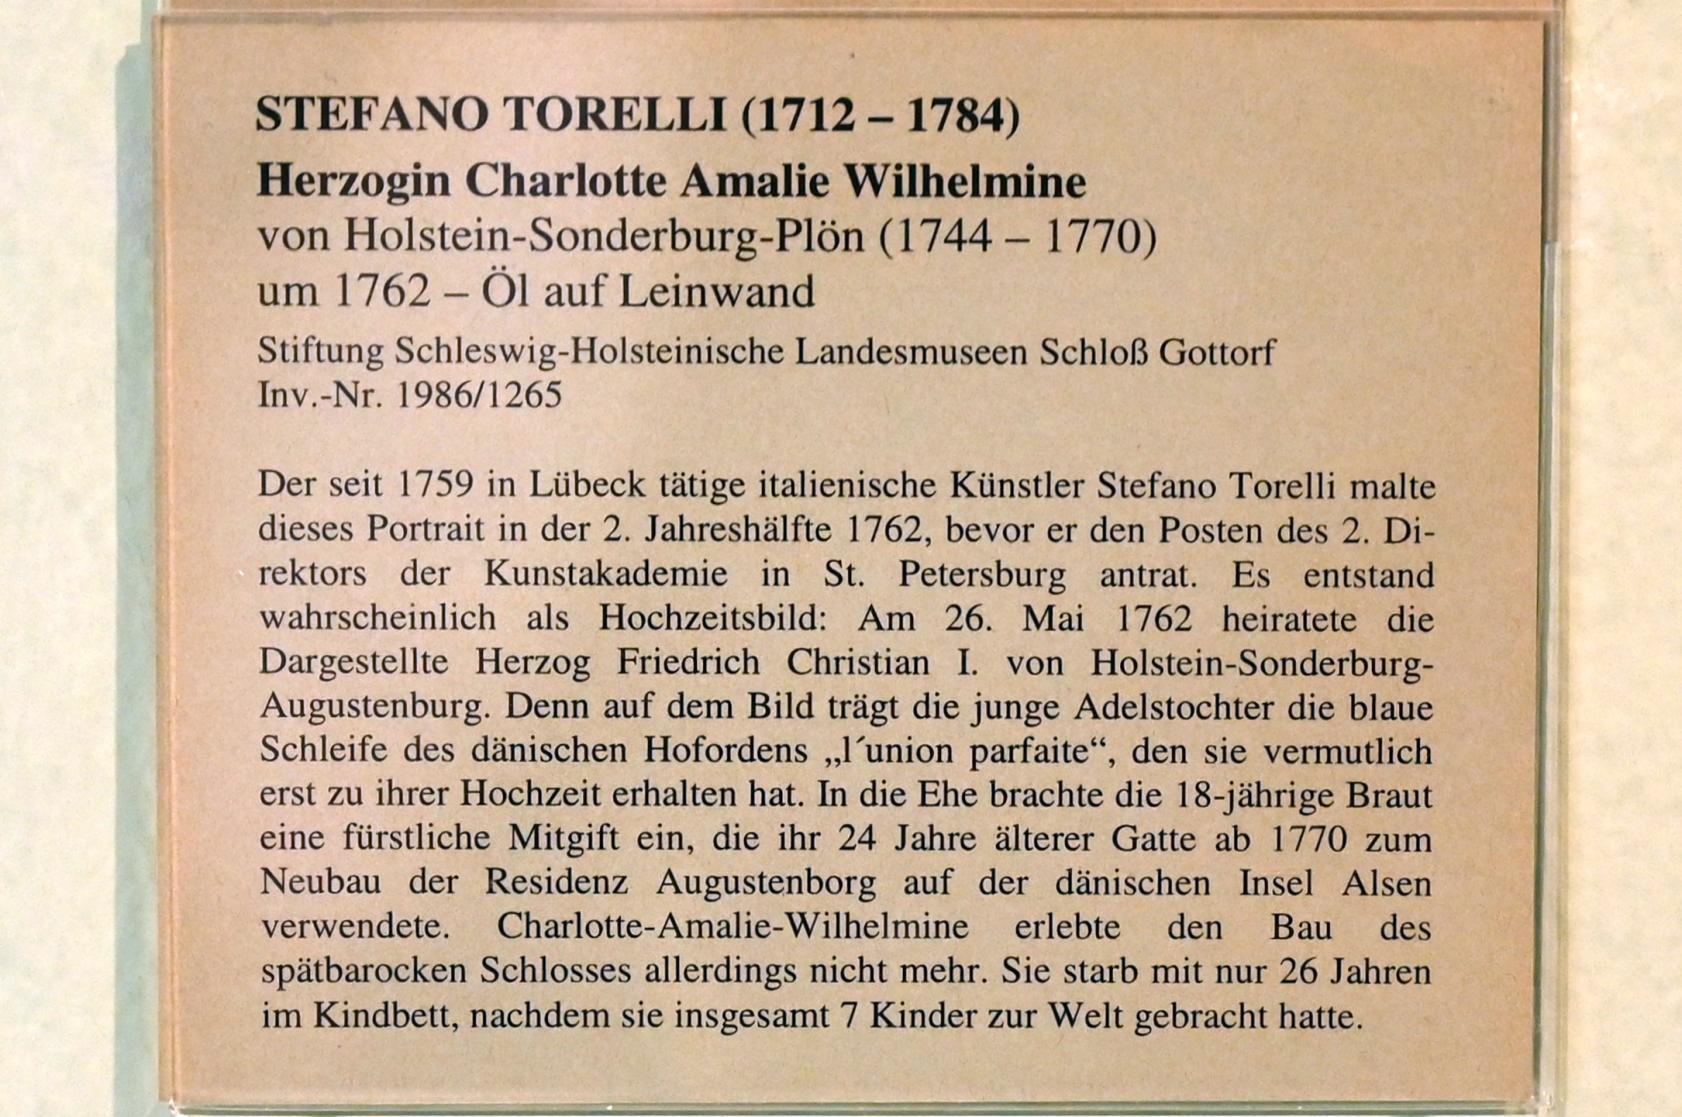 STEFANO TORELLI (1712 – 1784)
Herzogin Charlotte Amalie Wilhelmine
von Holstein-Sonderburg-Plön (1744 – 1770)
um 1762 – Öl auf Leinwand
Stiftung Schleswig-Holsteinische Landesmuseen Schloß Gottorf
Inv.-Nr. 1986/1265
Der seit 1759 in Lübeck tätige italienische Künstler Stefano Torelli malte
dieses Portrait in der 2. Jahreshälfte 1762, bevor er den Posten des 2. Di-
rektors der Kunstakademie in St. Petersburg antrat. Es entstand
wahrscheinlich als Hochzeitsbild: Am 26. Mai 1762 heiratete die
Dargestellte Herzog Friedrich Christian I. von Holstein-Sonderburg-
Augustenburg. Denn auf dem Bild trägt die junge Adelstochter die blaue
Schleife des dänischen Hofordens „l´union parfaite“, den sie vermutlich
erst zu ihrer Hochzeit erhalten hat. In die Ehe brachte die 18-jährige Braut
eine fürstliche Mitgift ein, die ihr 24 Jahre älterer Gatte ab 1770 zum
Neubau der Residenz Augustenborg auf der dänischen Insel Alsen
verwendete. Charlotte-Amalie-Wilhelmine erlebte den Bau des
spätbarocken Schlosses allerdings nicht mehr. Sie starb mit nur 26 Jahren
im Kindbett, nachdem sie insgesamt 7 Kinder zur Welt gebracht hatte.